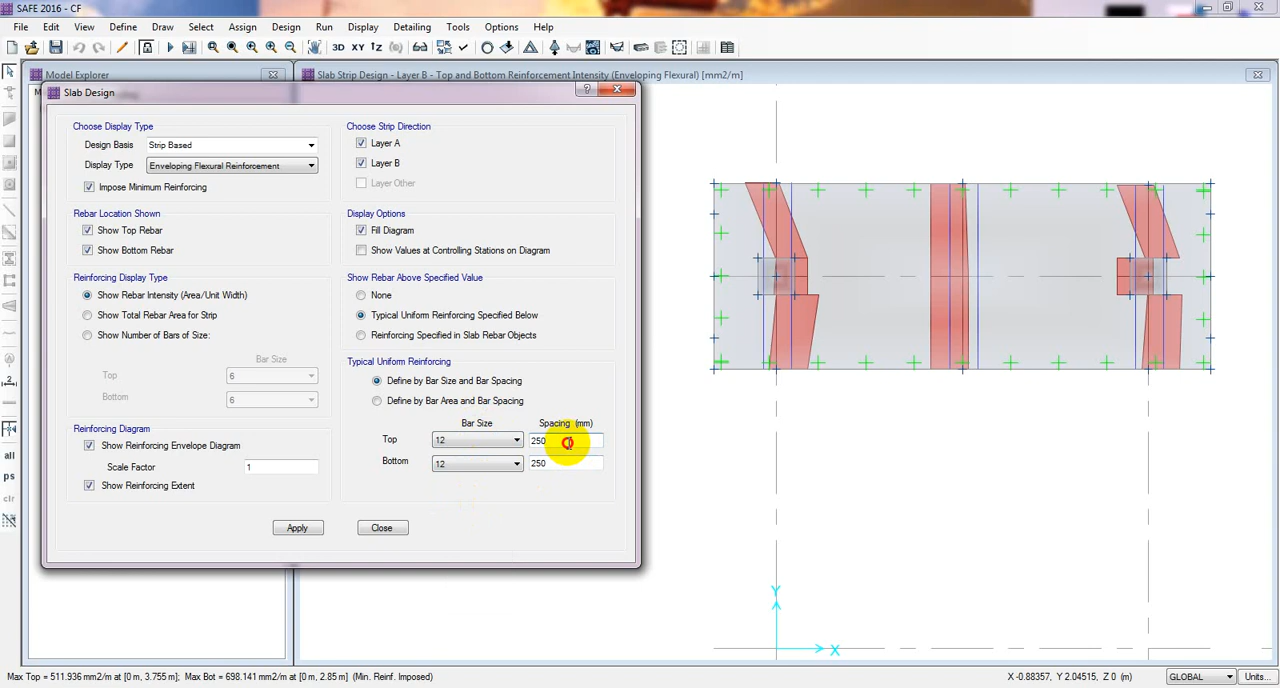 SAFE 2016 - CF
File Edit View Define Draw Select Assign Design Run Display Detailing Tools Options Help
3D XY
Model Explorer
Slab Strip Design - Layer B - Top and Bottom Reinforcement Intensity (Enveloping Flexural) [mm2/m]
Slab Design
Choose Display Type
Design Basis Strip Based
Display Type Enveloping Flexural Reinforcement
Impose Minimum Reinforcing
Rebar Location Shown
Show Top Rebar
Show Bottom Rebar
Reinforcing Display Type
Show Rebar Intensity (Area/Unit Width)
Show Total Rebar Area for Strip
Show Number of Bars of Size:
Bar Size
Top 6
Bottom 6
Reinforcing Diagram
Show Reinforcing Envelope Diagram
Scale Factor 1
Show Reinforcing Extent
Choose Strip Direction
Layer A
Layer B
Layer Other
Display Options
Fill Diagram
Show Values at Controlling Stations on Diagram
Show Rebar Above Specified Value
None
Typical Uniform Reinforcing Specified Below
Reinforcing Specified in Slab Rebar Objects
Typical Uniform Reinforcing
Define by Bar Size and Bar Spacing
Define by Bar Area and Bar Spacing
Bar Size Spacing (mm)
Top 12 250
Bottom 12 250
Apply Close
all
ps
clr
Y
X
Max Top = 511.936 mm2/m at [0 m, 3.755 m]; Max Bot = 698.141 mm2/m at [0 m, 2.85 m] (Min. Reinf. Imposed)
X -0.88357, Y 2.04515, Z 0 (m)
GLOBAL
Units...